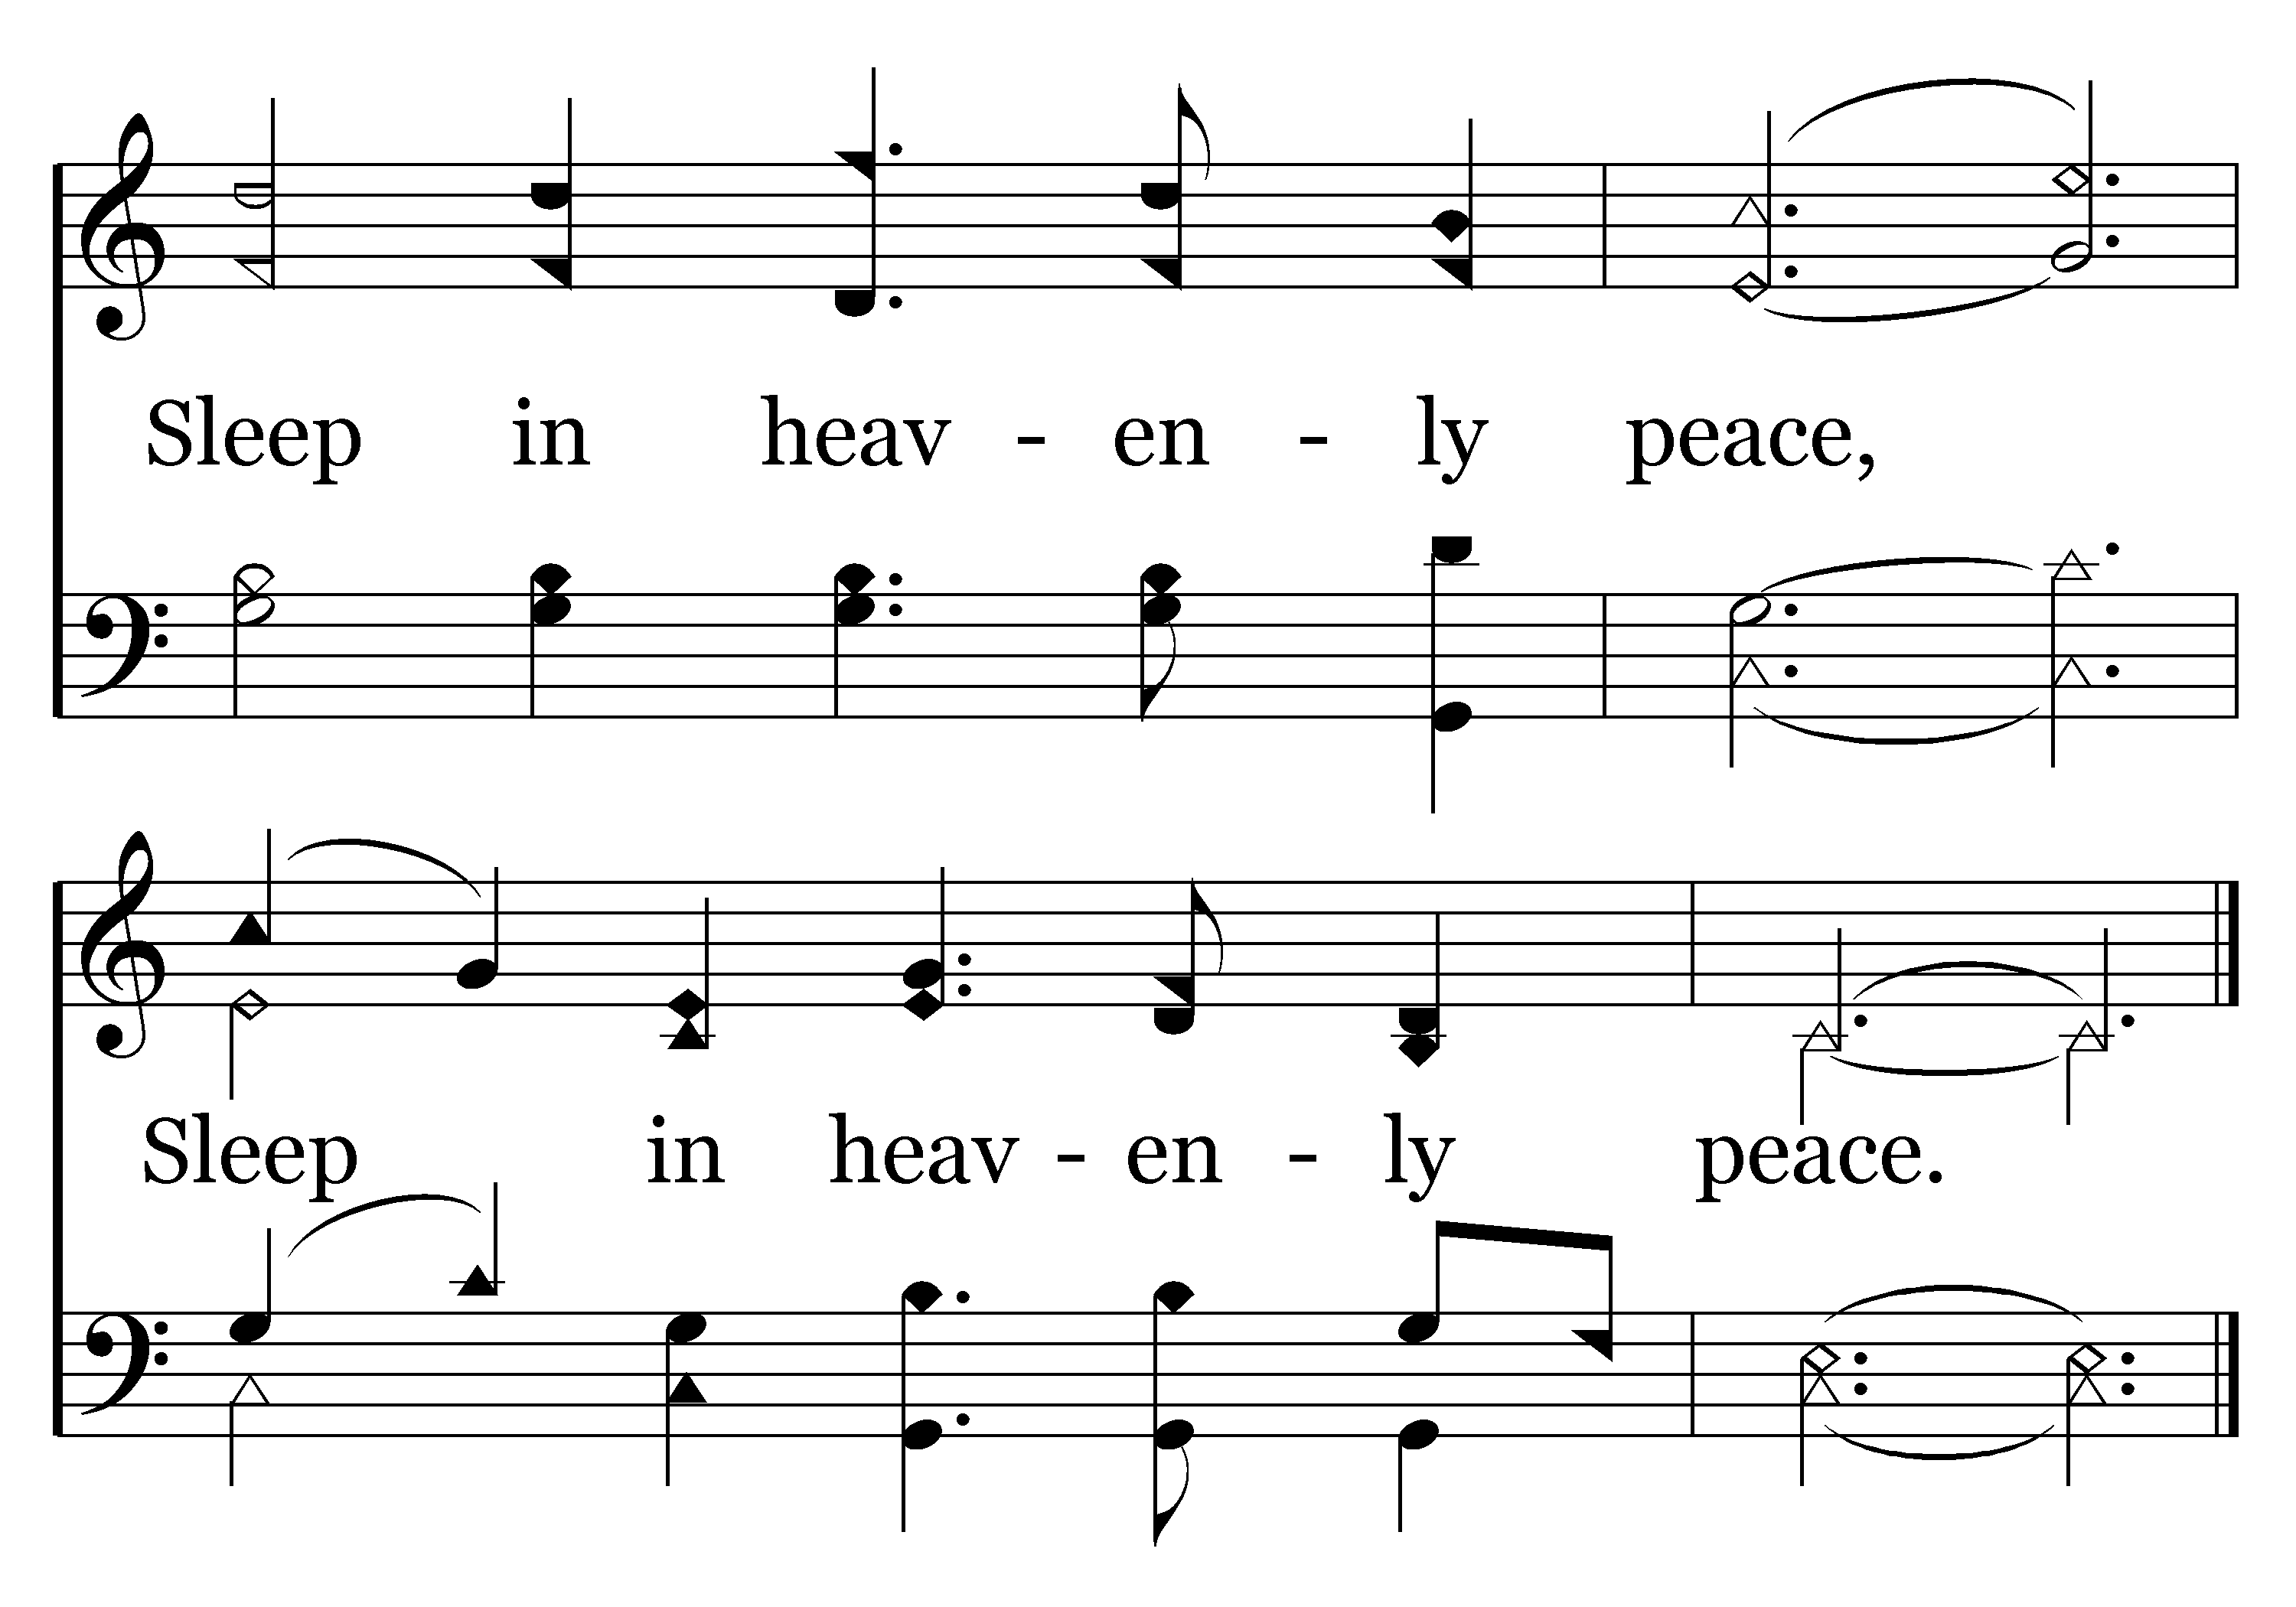 Sleep in heav - en - ly peace,
Sleep in heav - en - ly peace.